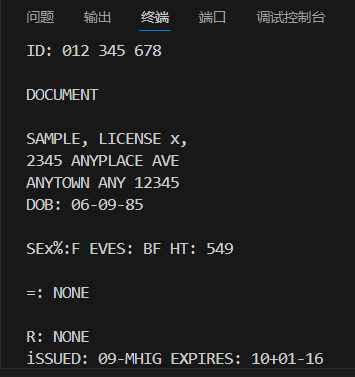 问题 输出 终端 端口 调试控制台
ID: 012 345 678
DOCUMENT
SAMPLE, LICENSE x,
2345 ANYPLACE AVE
ANYTOWN ANY 12345
DOB: 06-09-85
SEx%:F EVES: BF HT: 549
=: NONE
R: NONE
iSSUED: 09-MHIG EXPIRES: 10+01-16